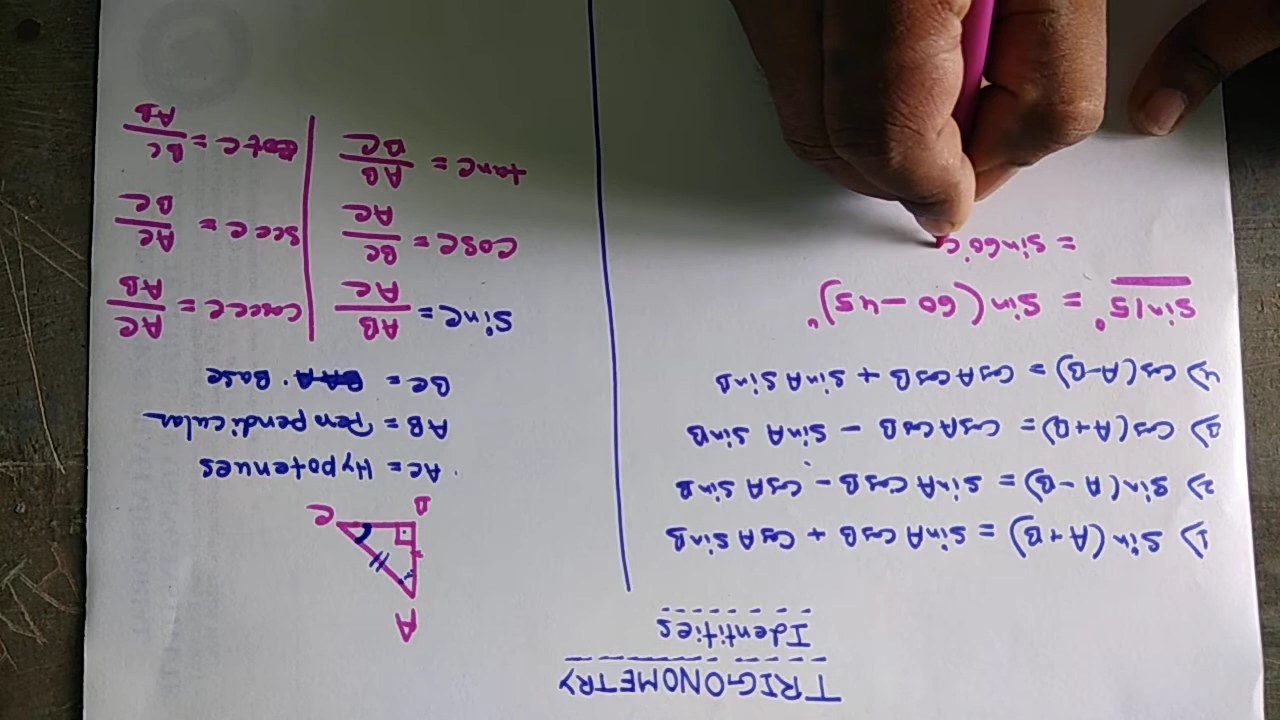 TRIGONOMETRY
Identities
1) Sin(A+B) = SinA CosB + CosA SinB
2) Sin(A-B) = SinA CosB - CosA SinB
3) Cos(A+B) = CosA CosB - SinA SinB
4) Cos(A-B) = CosA CosB + SinA SinB
Sin15° = Sin(60-45)°
= Sin60°C
A
B
C
AC = Hypotenues
AB = Perpendicular
BC = Base
SinC = AB/AC
CosC = BC/AC
tanC = AB/BC
CosecC = AC/AB
SecC = AC/BC
CotC = BC/AB